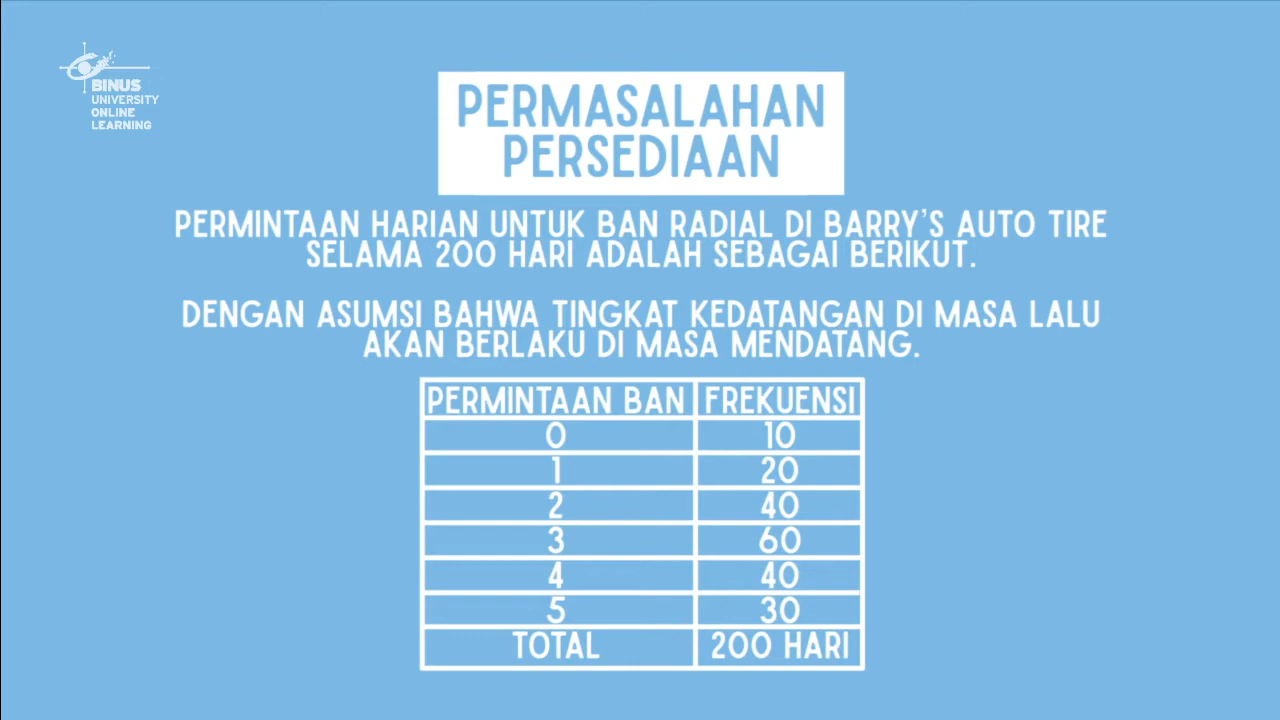 BINUS
UNIVERSITY
ONLINE
LEARNING
PERMASALAHAN
PERSEDIAAN
PERMINTAAN HARIAN UNTUK BAN RADIAL DI BARRY'S AUTO TIRE
SELAMA 200 HARI ADALAH SEBAGAI BERIKUT.
DENGAN ASUMSI BAHWA TINGKAT KEDATANGAN DI MASA LALU
AKAN BERLAKU DI MASA MENDATANG.
PERMINTAAN BAN FREKUENSI
0 10
1 20
2 40
3 60
4 40
5 30
TOTAL 200 HARI